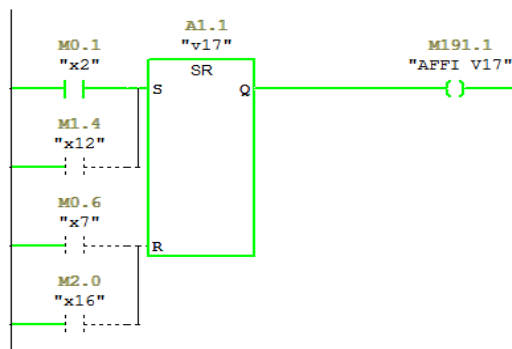 A1.1
M0.1
"v17"
M191.1
"x2"
SR
"AFFI V17"
S
Q
M1.4
"x12"
M0.6
"x7"
R
M2.0
"x16"